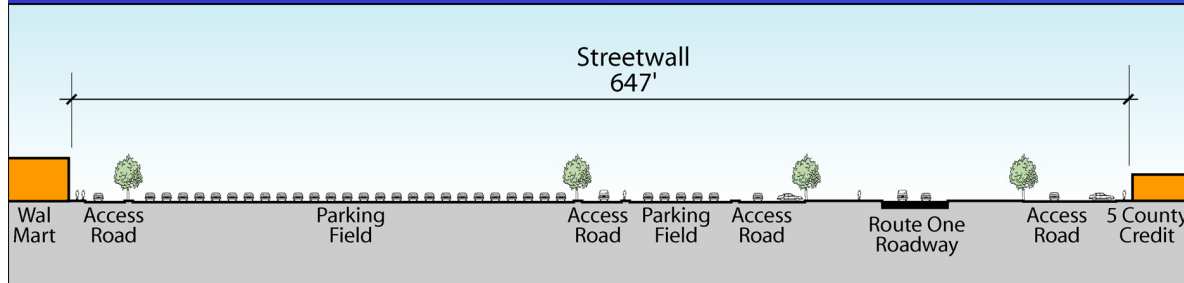 Streetwall
647'
Wal
Mart
Access
Road
Parking
Field
Access
Road
Parking
Field
Access
Road
Route One
Roadway
Access
Road
5 County
Credit